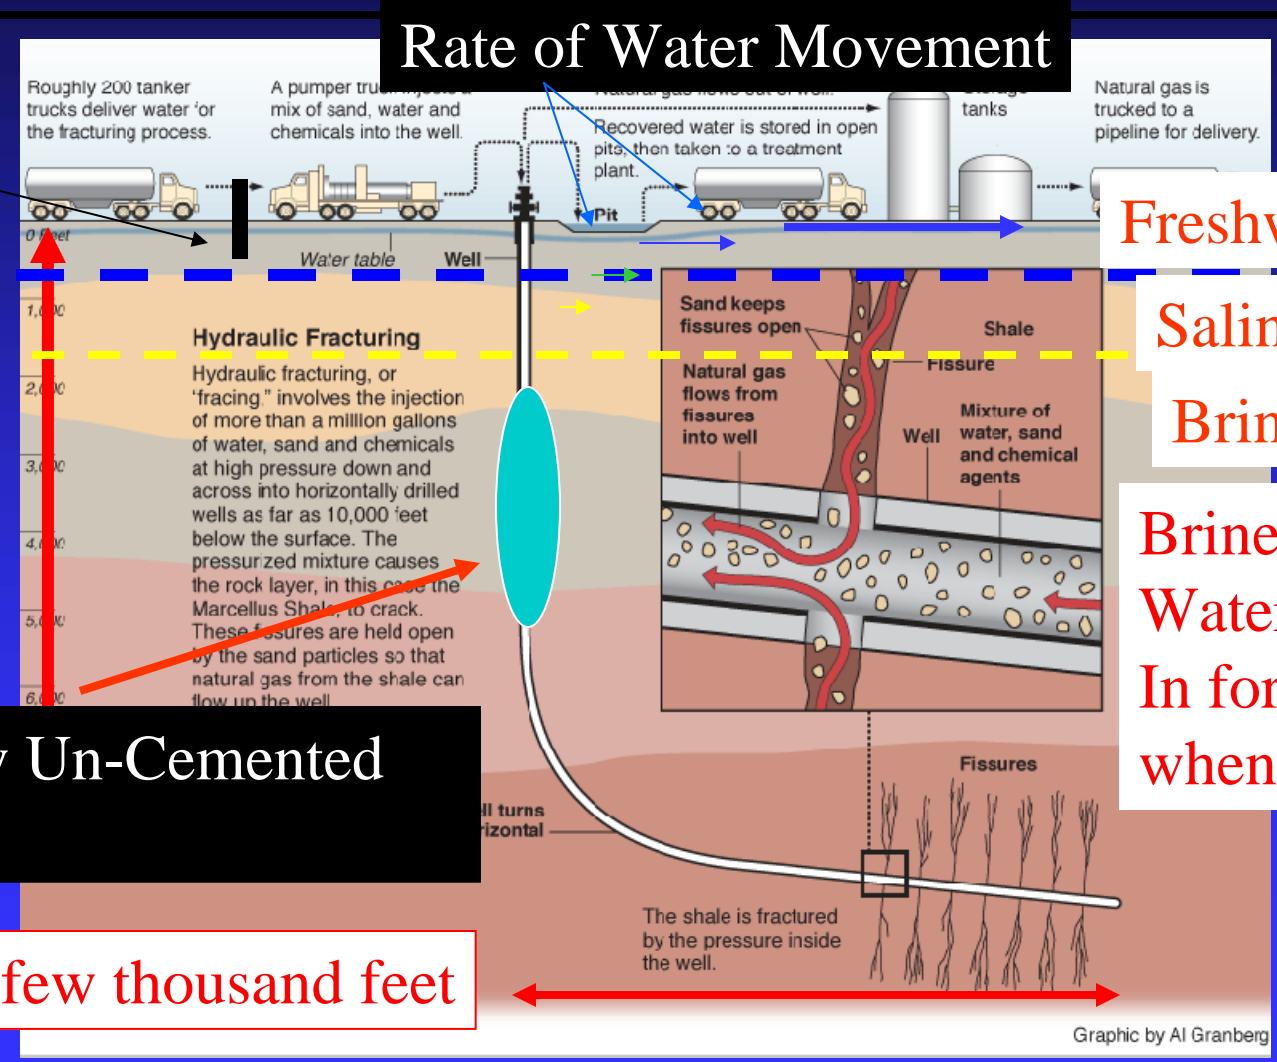 Rate of Water Movement
Roughly 200 tanker
trucks deliver water for
the fracturing process.
A pumper truck injects a
mix of sand, water and
chemicals into the well.
Natural gas flows out of well.
Recovered water is stored in open
pits, then taken to a treatment
plant.
Storage
tanks
Natural gas is
trucked to a
pipeline for delivery.
Pit
0 Feet
Water table
Well
1,000
2,000
3,000
4,000
5,000
6,000
Hydraulic Fracturing
Hydraulic fracturing, or
“fracing,” involves the injection
of more than a million gallons
of water, sand and chemicals
at high pressure down and
across into horizontally drilled
wells as far as 10,000 feet
below the surface. The
pressurized mixture causes
the rock layer, in this case the
Marcellus Shale, to crack.
These fissures are held open
by the sand particles so that
natural gas from the shale can
flow up the well
Sand keeps
fissures open
Shale
Fissure
Natural gas
flows from
fissures
into well
Well
Mixture of
water, sand
and chemical
agents
Brine
Water
when
Un-Cemented
turns
Fissures
The shale is fractured
by the pressure inside
the well.
few thousand feet
Graphic by Al Granberg